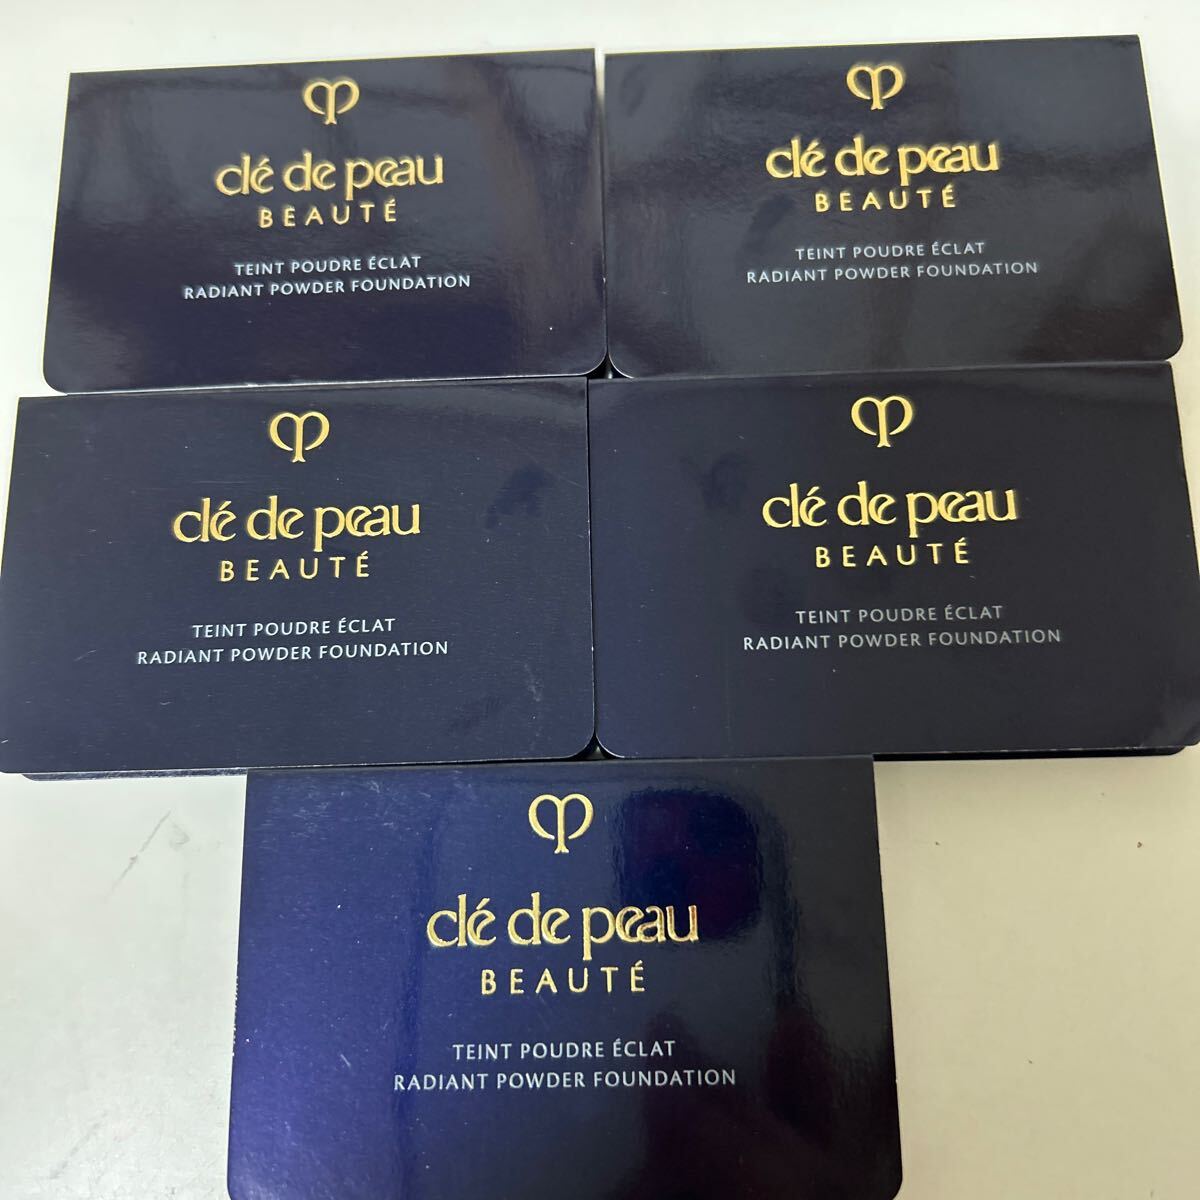 clé de peau
BEAUTÉ
TEINT POUDRE ÉCLAT
RADIANT POWDER FOUNDATION
clé de peau
BEAUTÉ
TEINT POUDRE ÉCLAT
RADIANT POWDER FOUNDATION
clé de peau
BEAUTÉ
TEINT POUDRE ÉCLAT
RADIANT POWDER FOUNDATION
clé de peau
BEAUTÉ
TEINT POUDRE ÉCLAT
RADIANT POWDER FOUNDATION
clé de peau
BEAUTÉ
TEINT POUDRE ÉCLAT
RADIANT POWDER FOUNDATION